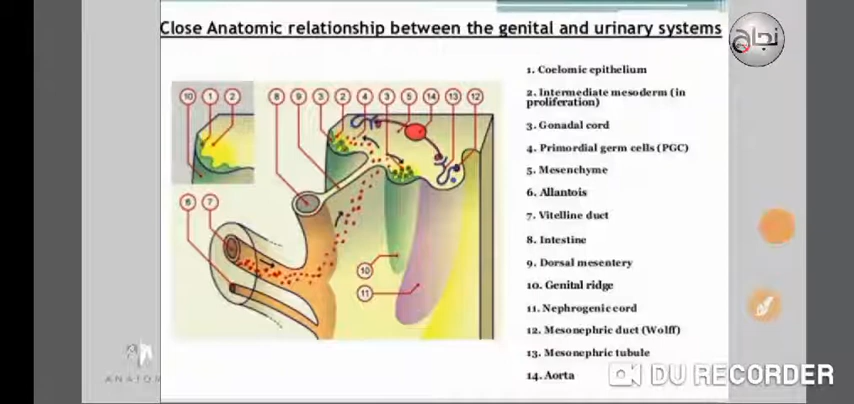 Close Anatomic relationship between the genital and urinary systems
نجاح
10 1 2 8 9 3 2 4 3 5 14 13 12
6 7
10
11
1. Coelomic epithelium
2. Intermediate mesoderm (in
proliferation)
3. Gonadal cord
4. Primordial germ cells (PGC)
5. Mesenchyme
6. Allantois
7. Vitelline duct
8. Intestine
9. Dorsal mesentery
10. Genital ridge
11. Nephrogenic cord
12. Mesonephric duct (Wolff)
13. Mesonephric tubule
14. Aorta
ANATOM
DU RECORDER